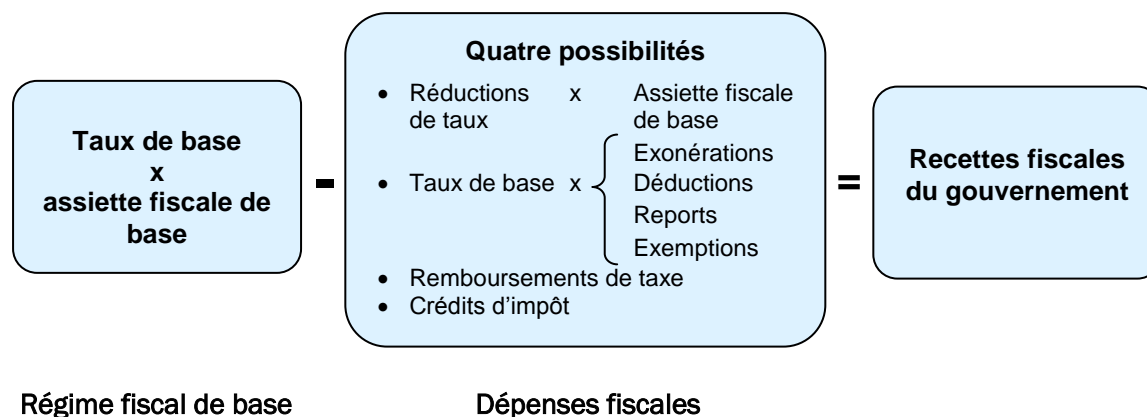 Quatre possibilités
Taux de base
x
assiette fiscale de
base
-
• Réductions x Assiette fiscale
de taux de base
Exonérations
• Taux de base x Déductions
Reports
Exemptions
• Remboursements de taxe
• Crédits d'impôt
=
Recettes fiscales
du gouvernement
Régime fiscal de base Dépenses fiscales